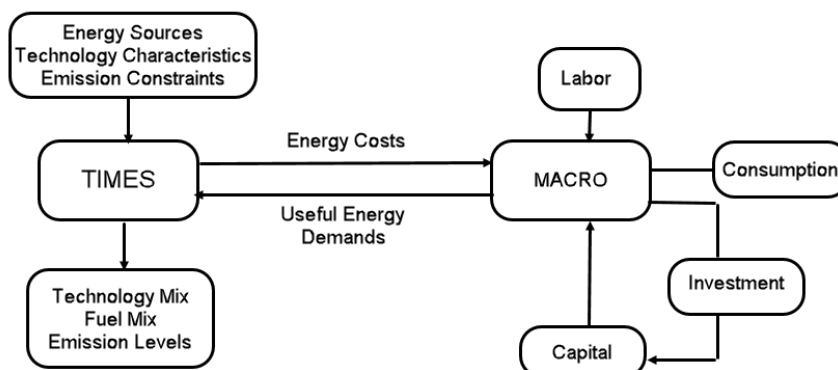 Energy Sources
Technology Characteristics
Emission Constraints
Labor
Energy Costs
TIMES
MACRO
Consumption
Useful Energy
Demands
Technology Mix
Fuel Mix
Emission Levels
Investment
Capital